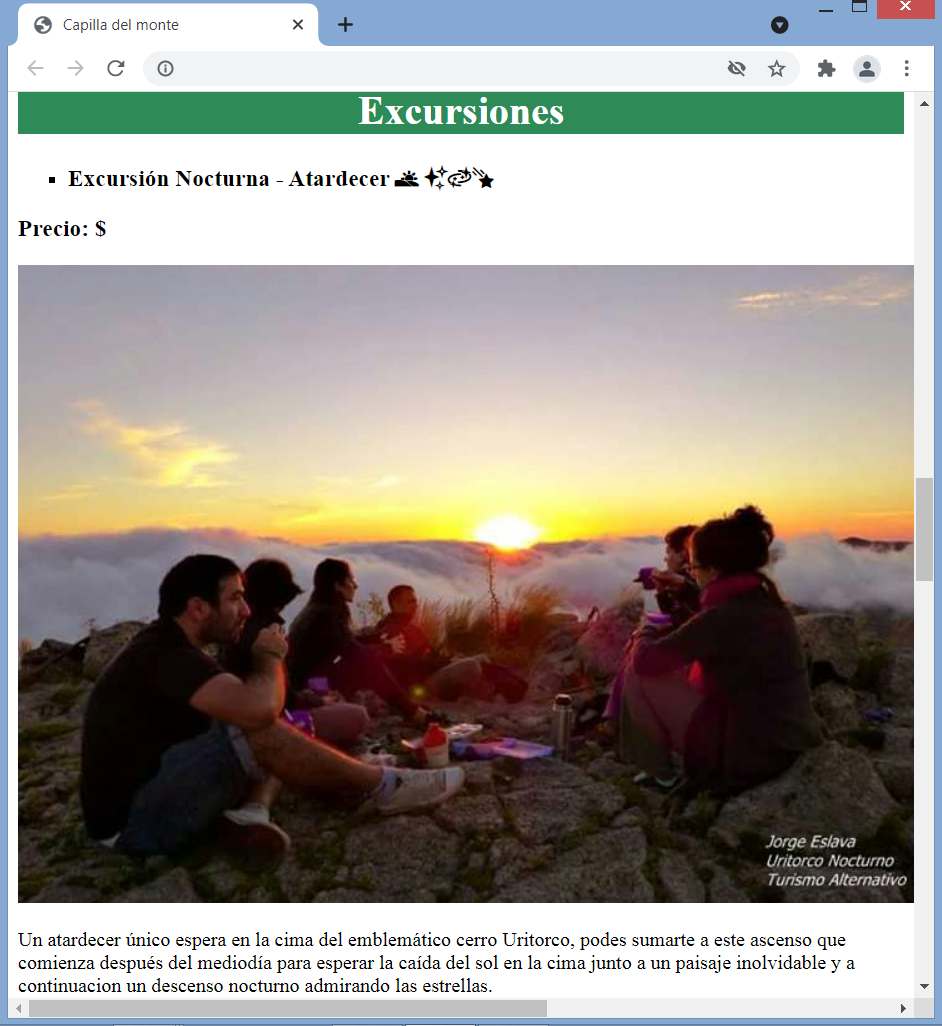 Capilla del monte
Excursiones
Excursión Nocturna - Atardecer
Precio: $
Jorge Eslava
Uritorco Nocturno
Turismo Alternativo
Un atardecer único espera en la cima del emblemático cerro Uritorco, podes sumarte a este ascenso que
comienza después del mediodía para esperar la caída del sol en la cima junto a un paisaje inolvidable y a
continuacion un descenso nocturno admirando las estrellas.